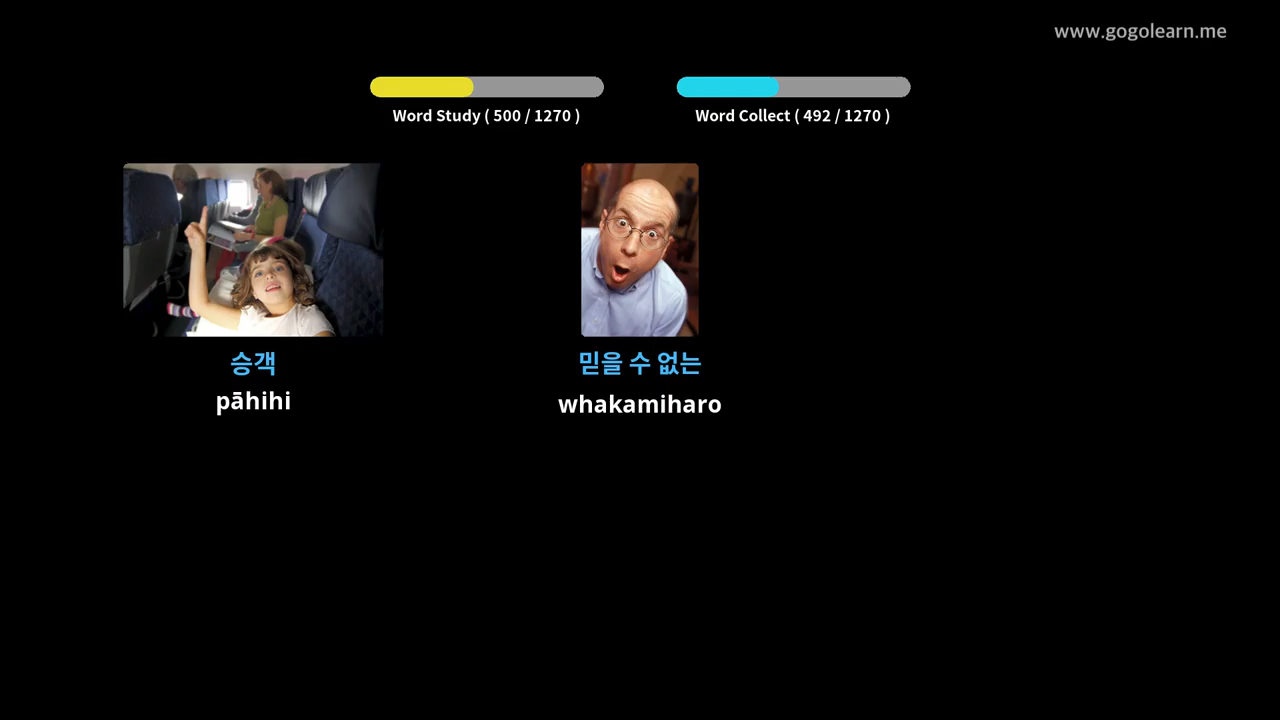 www.gogolearn.me
Word Study ( 500 / 1270 )
Word Collect ( 492 / 1270 )
승객
pāhihi
믿을 수 없는
whakamiharo